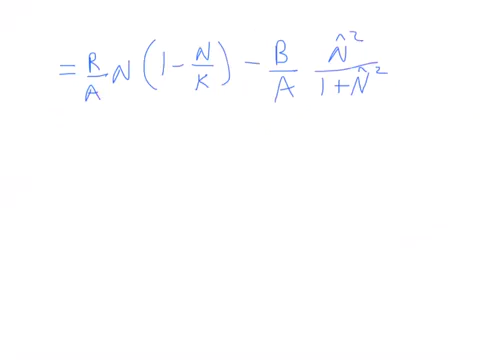 = R/A N (1 - N/K) - B/A N̂²/(1 + N̂²)